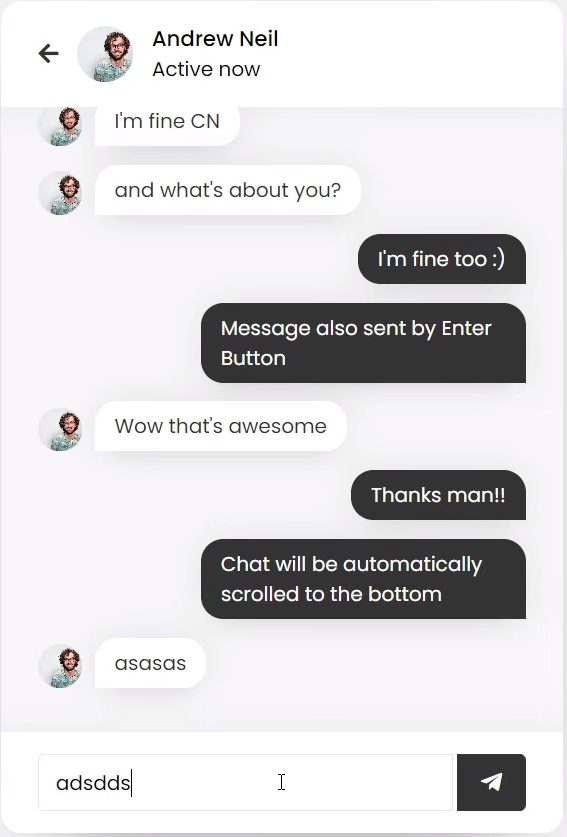 Andrew Neil
Active now
I'm fine CN
and what's about you?
I'm fine too :)
Message also sent by Enter
Button
Wow that's awesome
Thanks man!!
Chat will be automatically
scrolled to the bottom
asasas
adsdds